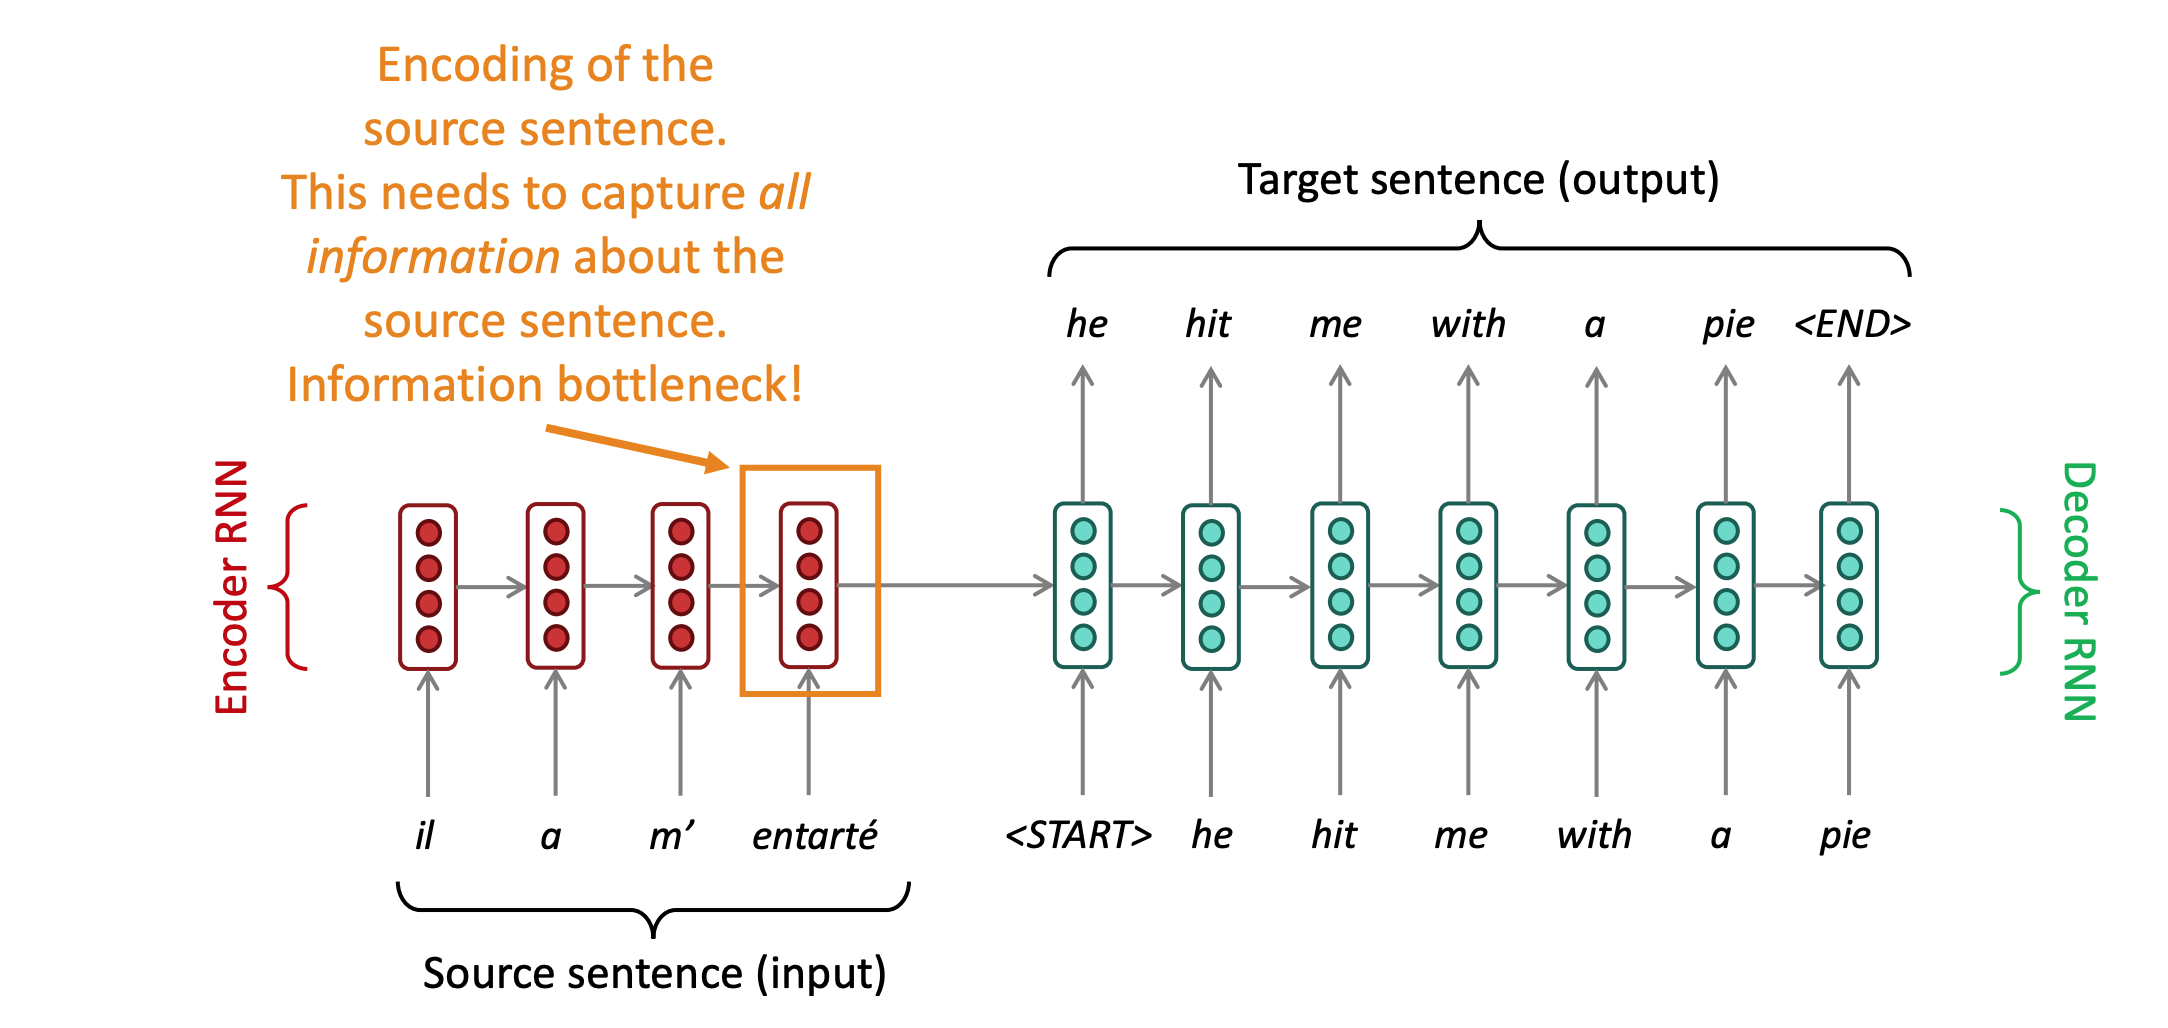 Encoding of the
source sentence.
This needs to capture all
information about the
source sentence.
Information bottleneck!
Target sentence (output)
he hit me with a pie <END>
Encoder RNN
Decoder RNN
il a m’ entarté <START> he hit me with a pie
Source sentence (input)